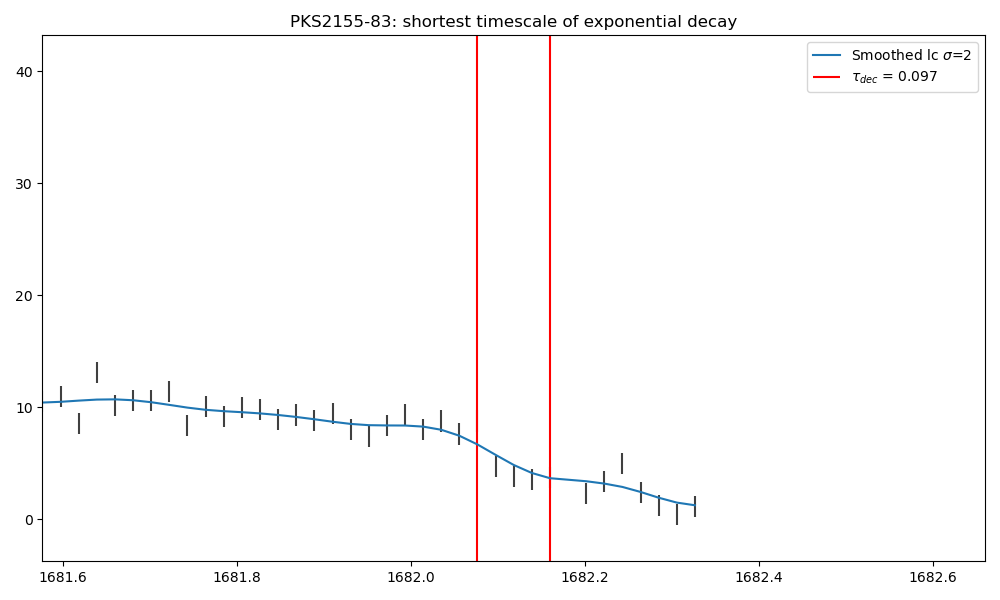 PKS2155-83: shortest timescale of exponential decay
Smoothed lc σ=2
τ_dec = 0.097
40
30
20
10
0
1681.6 1681.8 1682.0 1682.2 1682.4 1682.6